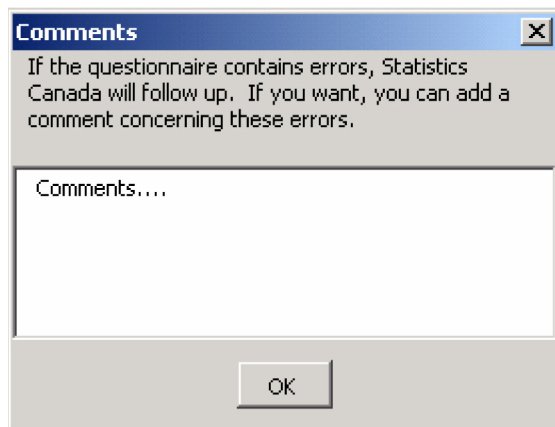 Comments
If the questionnaire contains errors, Statistics
Canada will follow up.  If you want, you can add a
comment concerning these errors.
Comments....
OK